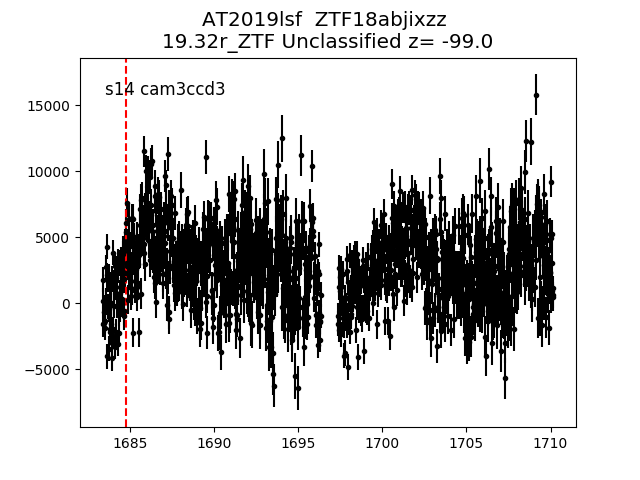 AT2019lsf  ZTF18abjixzz
19.32r_ZTF Unclassified z= -99.0
s14 cam3ccd3
15000
10000
5000
0
−5000
1685 1690 1695 1700 1705 1710